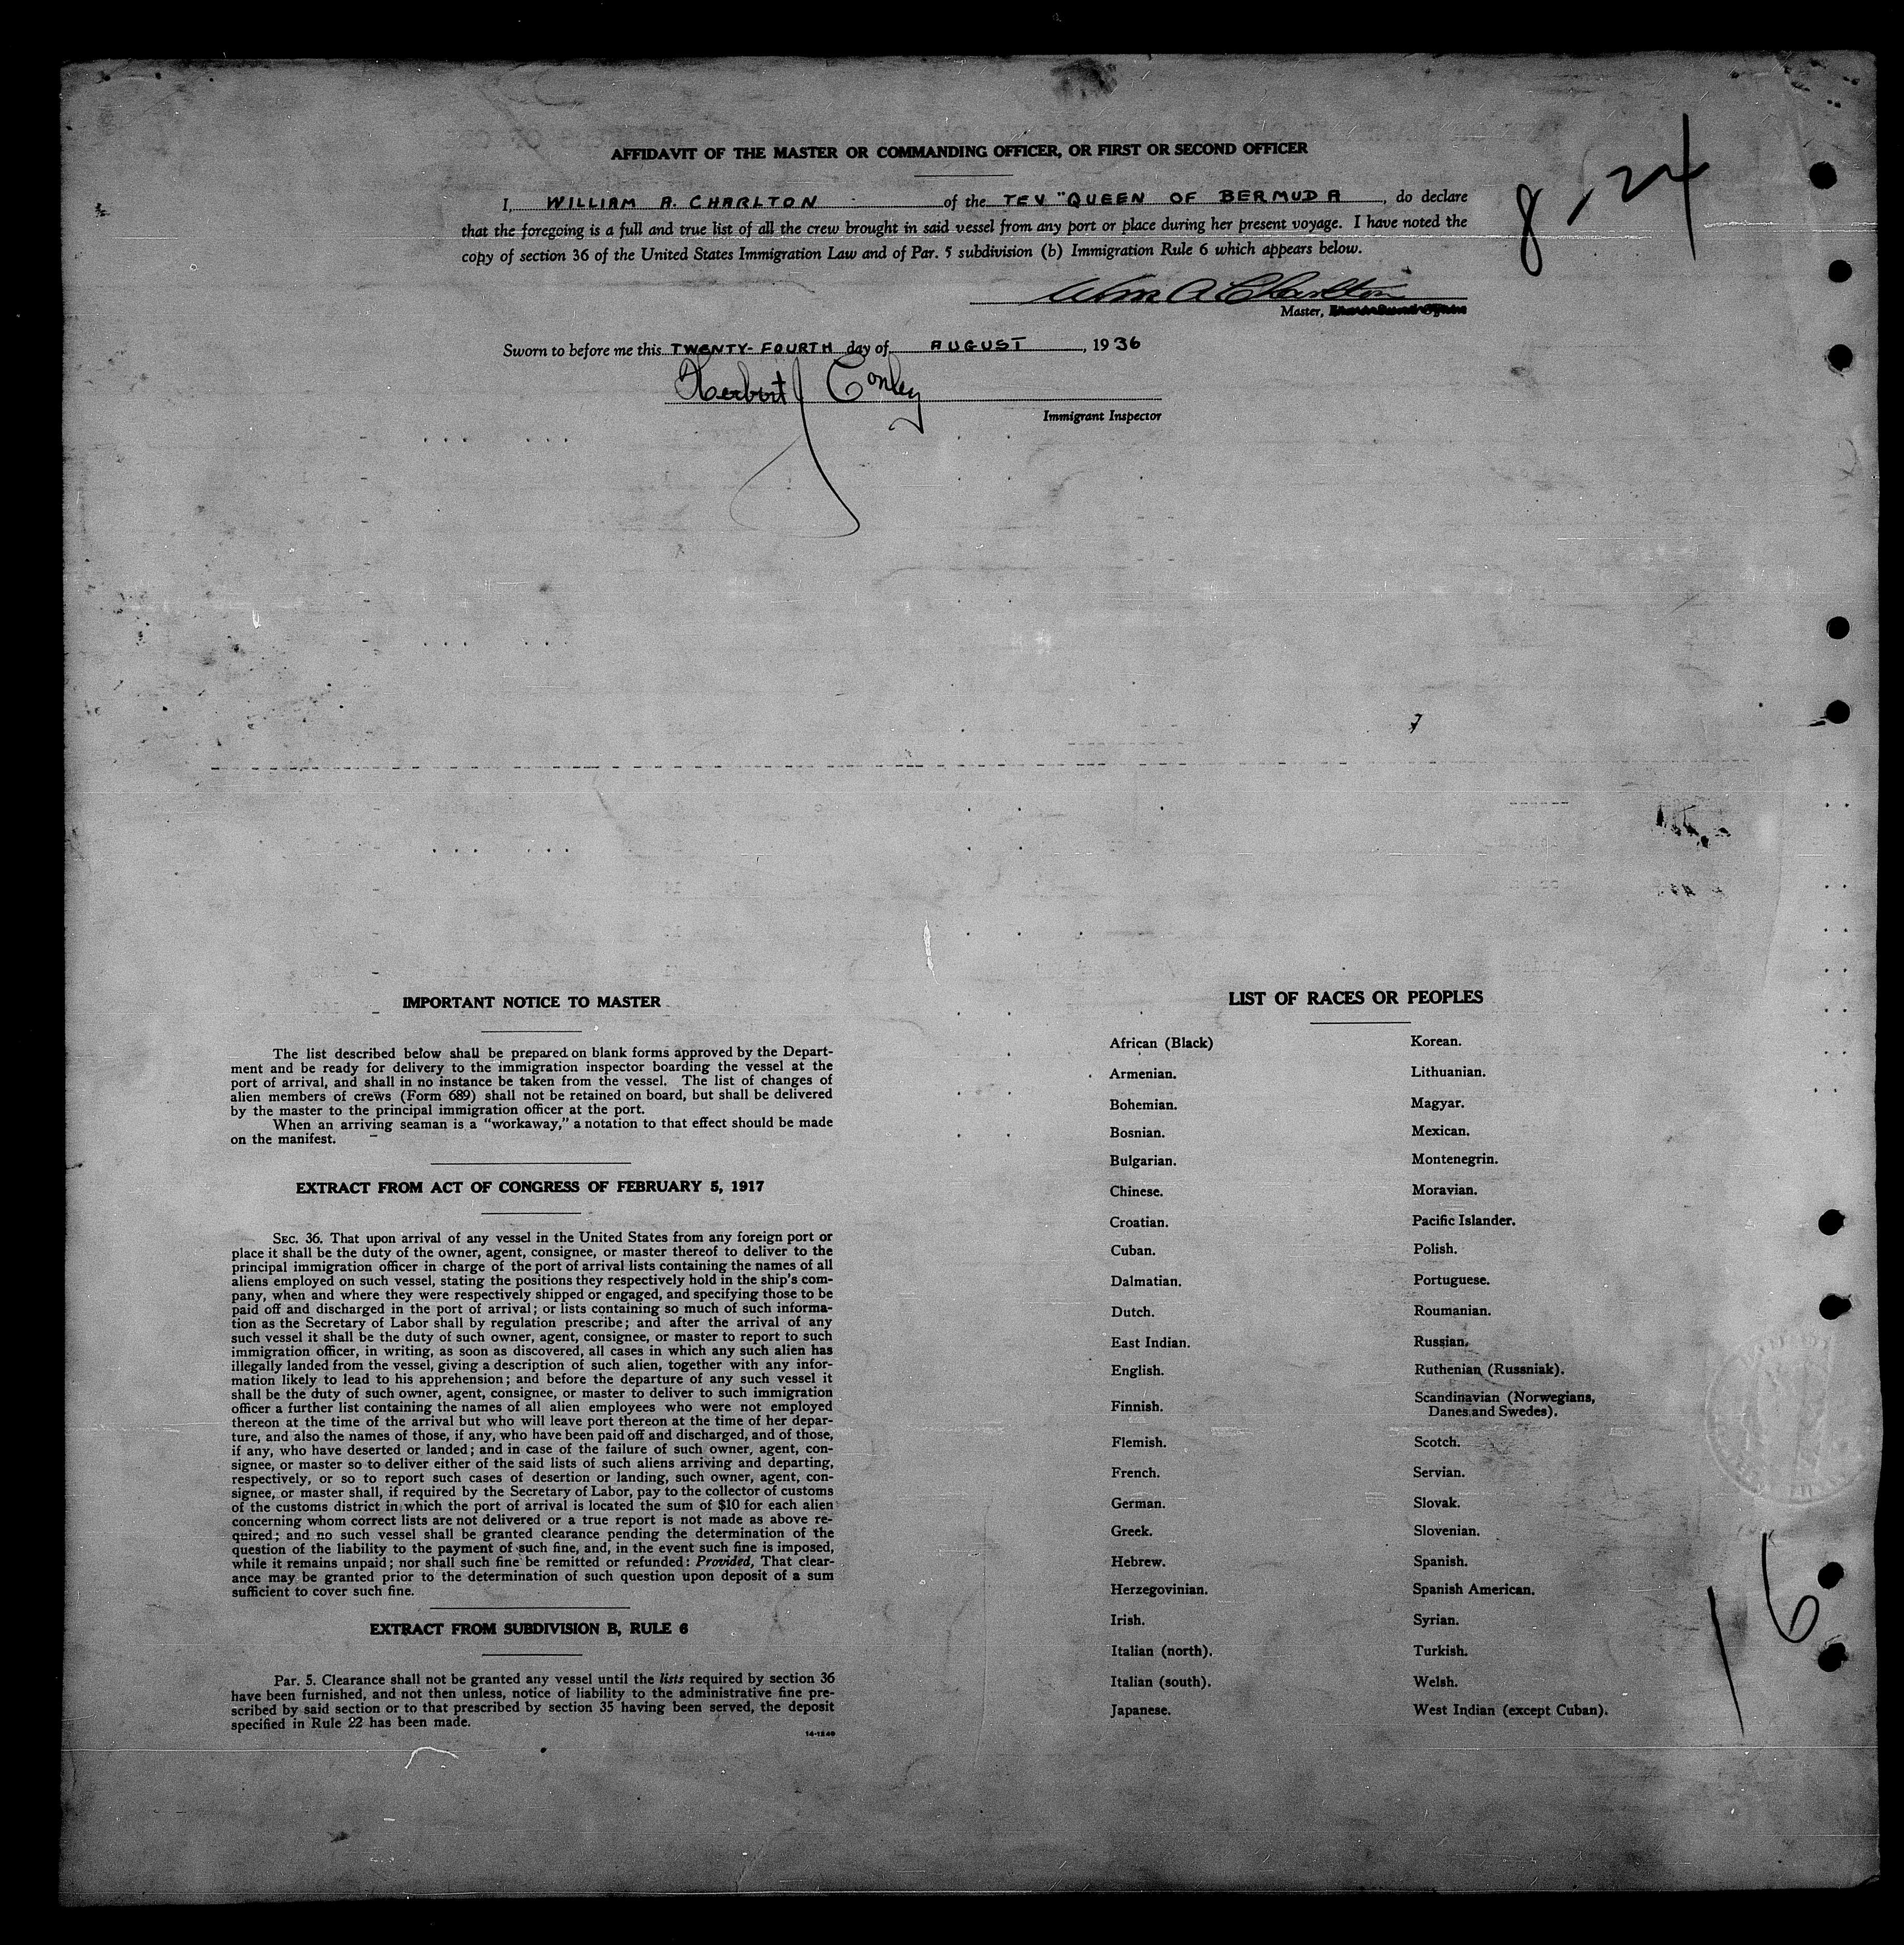 AFFIDAVIT OF THE MASTER OR COMMANDING OFFICER, OR FIRST OR SECOND OFFICER
I, WILLIAM A. CHARLTON of the TEV "QUEEN OF BERMUDA, do declare
that the foregoing is a full and true list of all the crew brought in said vessel from any port or place during her present voyage. I have noted the
copy of section 36 of the United States Immigration Law and of Par. 5 subdivision (b) Immigration Rule 6 which appears below.
8/24
Wm A Charlton
Master,
Sworn to before me this TWENTY-FOURTH day of AUGUST, 1936
Herbert J Conley
Immigrant Inspector
7
IMPORTANT NOTICE TO MASTER
The list described below shall be prepared on blank forms approved by the Depart-
ment and be ready for delivery to the immigration inspector boarding the vessel at the
port of arrival, and shall in no instance be taken from the vessel. The list of changes of
alien members of crews (Form 689) shall not be retained on board, but shall be delivered
by the master to the principal immigration officer at the port.
When an arriving seaman is a "workaway," a notation to that effect should be made
on the manifest.
EXTRACT FROM ACT OF CONGRESS OF FEBRUARY 5, 1917
SEC. 36. That upon arrival of any vessel in the United States from any foreign port or
place it shall be the duty of the owner, agent, consignee, or master thereof to deliver to the
principal immigration officer in charge of the port of arrival lists containing the names of all
aliens employed on such vessel, stating the positions they respectively hold in the ship's com-
pany, when and where they were respectively shipped or engaged, and specifying those to be
paid off and discharged in the port of arrival; or lists containing so much of such informa-
tion as the Secretary of Labor shall by regulation prescribe; and after the arrival of any
such vessel it shall be the duty of such owner, agent, consignee, or master to report to such
immigration officer, in writing, as soon as discovered, all cases in which any such alien has
illegally landed from the vessel, giving a description of such alien, together with any infor-
mation likely to lead to his apprehension; and before the departure of any such vessel it
shall be the duty of such owner, agent, consignee, or master to deliver to such immigration
officer a further list containing the names of all alien employees who were not employed
thereon at the time of the arrival but who will leave port thereon at the time of her depar-
ture, and also the names of those, if any, who have been paid off and discharged, and of those,
if any, who have deserted or landed; and in case of the failure of such owner, agent, con-
signee, or master so to deliver either of the said lists of such aliens arriving and departing,
respectively, or so to report such cases of desertion or landing, such owner, agent, con-
signee, or master shall, if required by the Secretary of Labor, pay to the collector of customs
of the customs district in which the port of arrival is located the sum of $10 for each alien
concerning whom correct lists are not delivered or a true report is not made as above re-
quired; and no such vessel shall be granted clearance pending the determination of the
question of the liability to the payment of such fine, and, in the event such fine is imposed,
while it remains unpaid; nor shall such fine be remitted or refunded: Provided, That clear-
ance may be granted prior to the determination of such question upon deposit of a sum
sufficient to cover such fine.
EXTRACT FROM SUBDIVISION B, RULE 6
Par. 5. Clearance shall not be granted any vessel until the lists required by section 36
have been furnished, and not then unless, notice of liability to the administrative fine pre-
scribed by said section or to that prescribed by section 35 having been served, the deposit
specified in Rule 22 has been made.
14-1240
LIST OF RACES OR PEOPLES
African (Black)
Armenian.
Bohemian.
Bosnian.
Bulgarian.
Chinese.
Croatian.
Cuban.
Dalmatian.
Dutch.
East Indian.
English.
Finnish.
Flemish.
French.
German.
Greek.
Hebrew.
Herzegovinian.
Irish.
Italian (north).
Italian (south).
Japanese.
Korean.
Lithuanian.
Magyar.
Mexican.
Montenegrin.
Moravian.
Pacific Islander.
Polish.
Portuguese.
Roumanian.
Russian.
Ruthenian (Russniak).
Scandinavian (Norwegians,
Danes and Swedes).
Scotch.
Servian.
Slovak.
Slovenian.
Spanish.
Spanish American.
Syrian.
Turkish.
Welsh.
West Indian (except Cuban).
16